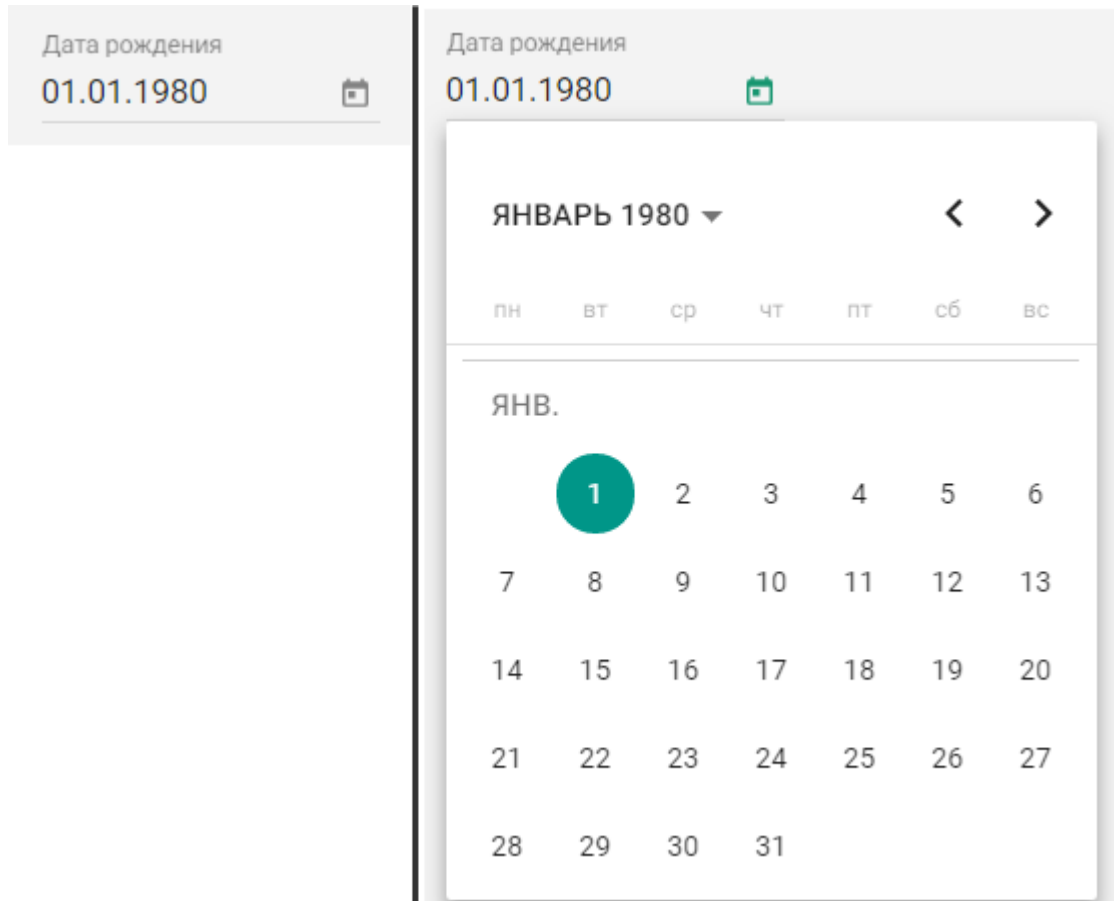 Дата рождения
01.01.1980
Дата рождения
01.01.1980
ЯНВАРЬ 1980
пн вт ср чт пт сб вс
ЯНВ.
1 2 3 4 5 6
7 8 9 10 11 12 13
14 15 16 17 18 19 20
21 22 23 24 25 26 27
28 29 30 31